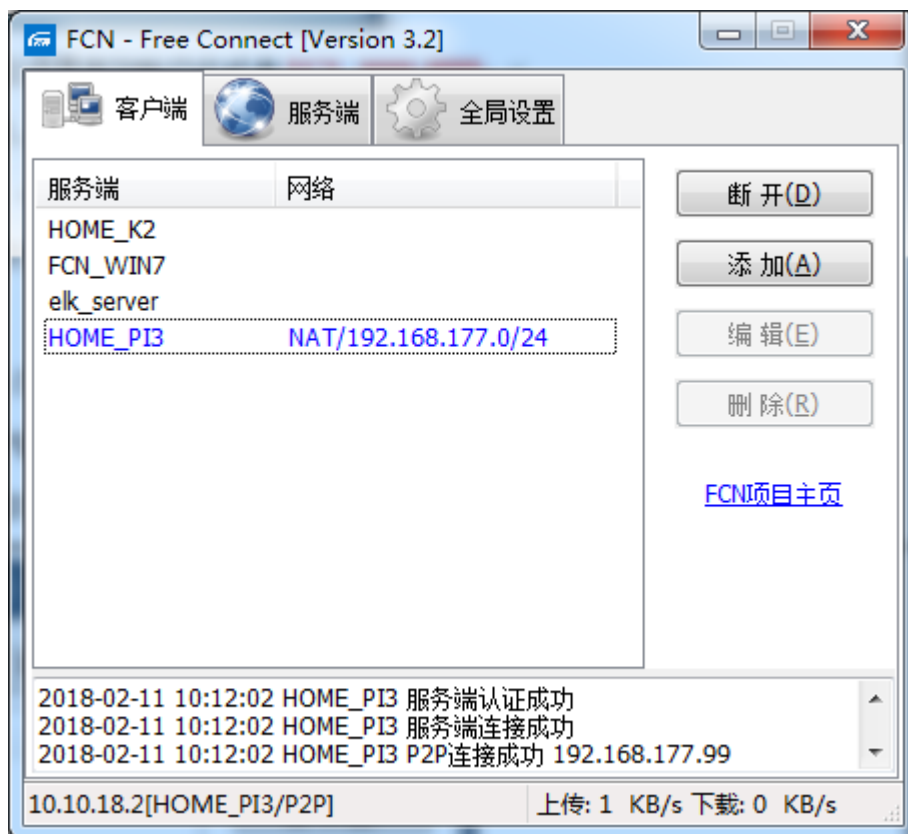 FCN - Free Connect [Version 3.2]
客户端 服务端 全局设置
服务端 网络
HOME_K2
FCN_WIN7
elk_server
HOME_PI3 NAT/192.168.177.0/24
断 开(D)
添 加(A)
编 辑(E)
删 除(R)
FCN项目主页
2018-02-11 10:12:02 HOME_PI3 服务端认证成功
2018-02-11 10:12:02 HOME_PI3 服务端连接成功
2018-02-11 10:12:02 HOME_PI3 P2P连接成功 192.168.177.99
10.10.18.2[HOME_PI3/P2P] 上传: 1 KB/s 下载: 0 KB/s